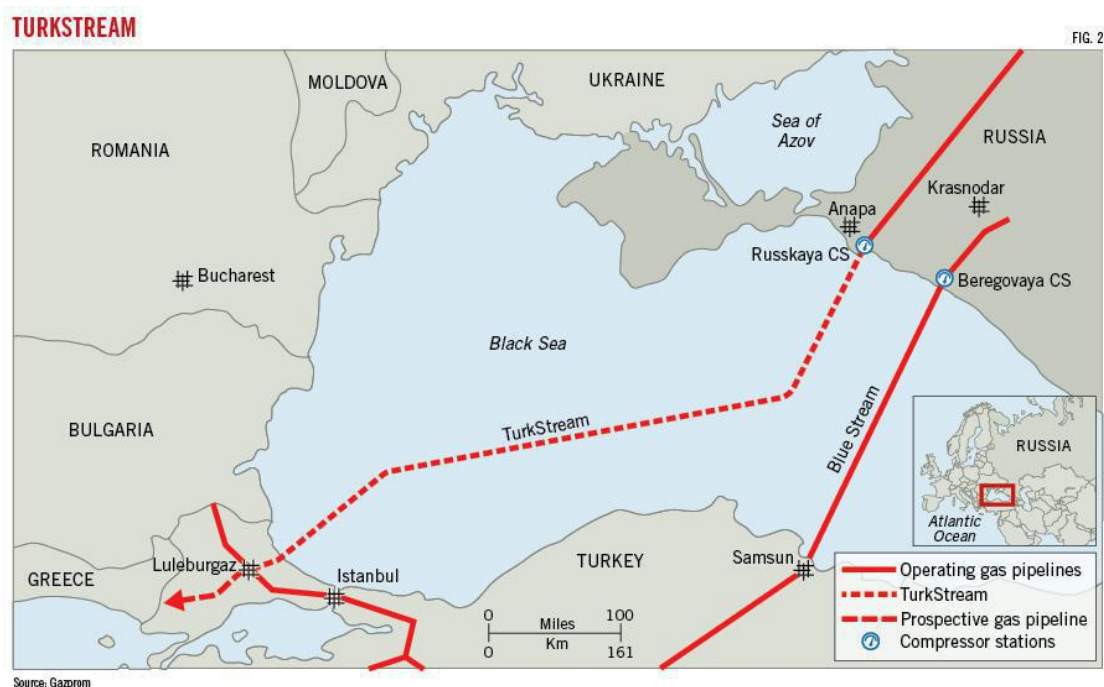 TURKSTREAM
FIG. 2
MOLDOVA
UKRAINE
ROMANIA
Sea of
Azov
RUSSIA
Krasnodar
Anapa
Russkaya CS
Bucharest
Beregovaya CS
Black Sea
BULGARIA
TurkStream
Blue Stream
RUSSIA
Atlantic
Ocean
Luleburgaz
GREECE
Istanbul
TURKEY
Samsun
0 100
Miles
Km
0 161
Operating gas pipelines
TurkStream
Prospective gas pipeline
Compressor stations
Source: Gazprom